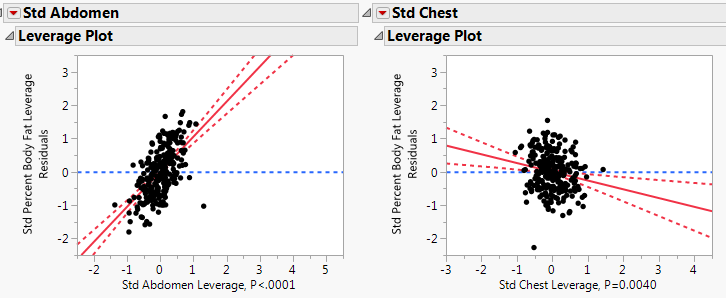 Std Abdomen
Leverage Plot
Std Percent Body Fat Leverage
Residuals
3
2
1
0
-1
-2
-2 -1 0 1 2 3 4 5
Std Abdomen Leverage, P<.0001
Std Chest
Leverage Plot
Std Percent Body Fat Leverage
Residuals
3
2
1
0
-1
-2
-3 -2 -1 0 1 2 3 4
Std Chest Leverage, P=0.0040